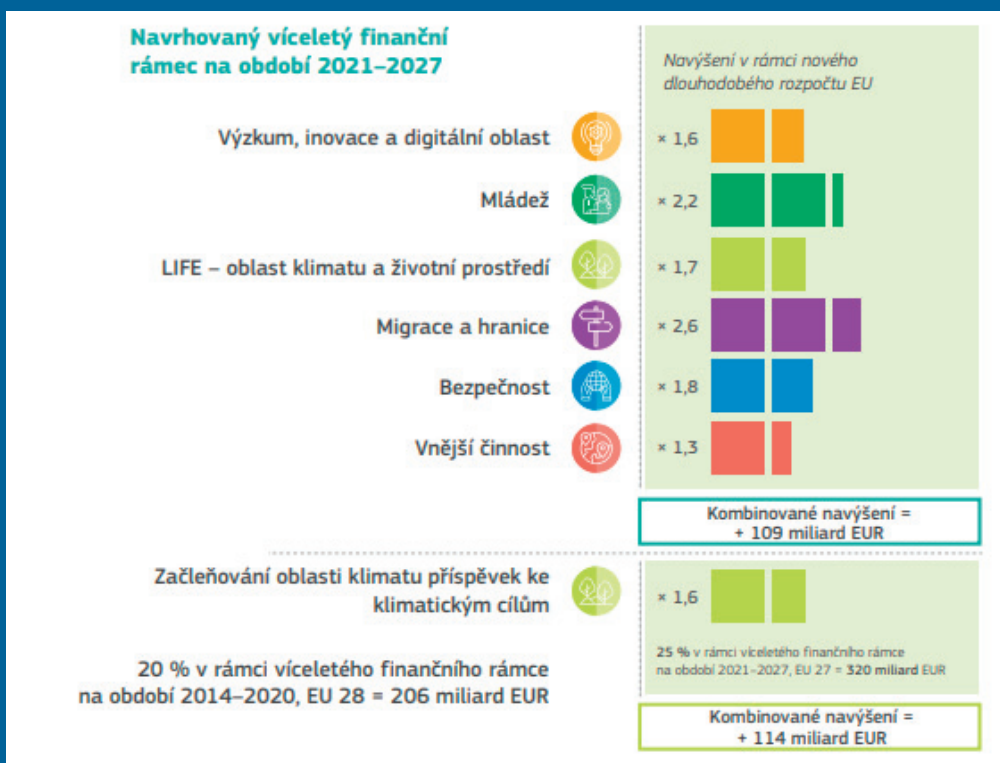 Navrhovaný víceletý finanční
rámec na období 2021–2027
Navýšení v rámci nového
dlouhodobého rozpočtu EU
Výzkum, inovace a digitální oblast
× 1,6
Mládež
× 2,2
LIFE – oblast klimatu a životní prostředí
× 1,7
Migrace a hranice
× 2,6
Bezpečnost
× 1,8
Vnější činnost
× 1,3
Kombinované navýšení =
+ 109 miliard EUR
Začleňování oblasti klimatu příspěvek ke
klimatickým cílům
× 1,6
20 % v rámci víceletého finančního rámce
na období 2014–2020, EU 28 = 206 miliard EUR
25 % v rámci víceletého finančního rámce
na období 2021–2027, EU 27 = 320 miliard EUR
Kombinované navýšení =
+ 114 miliard EUR